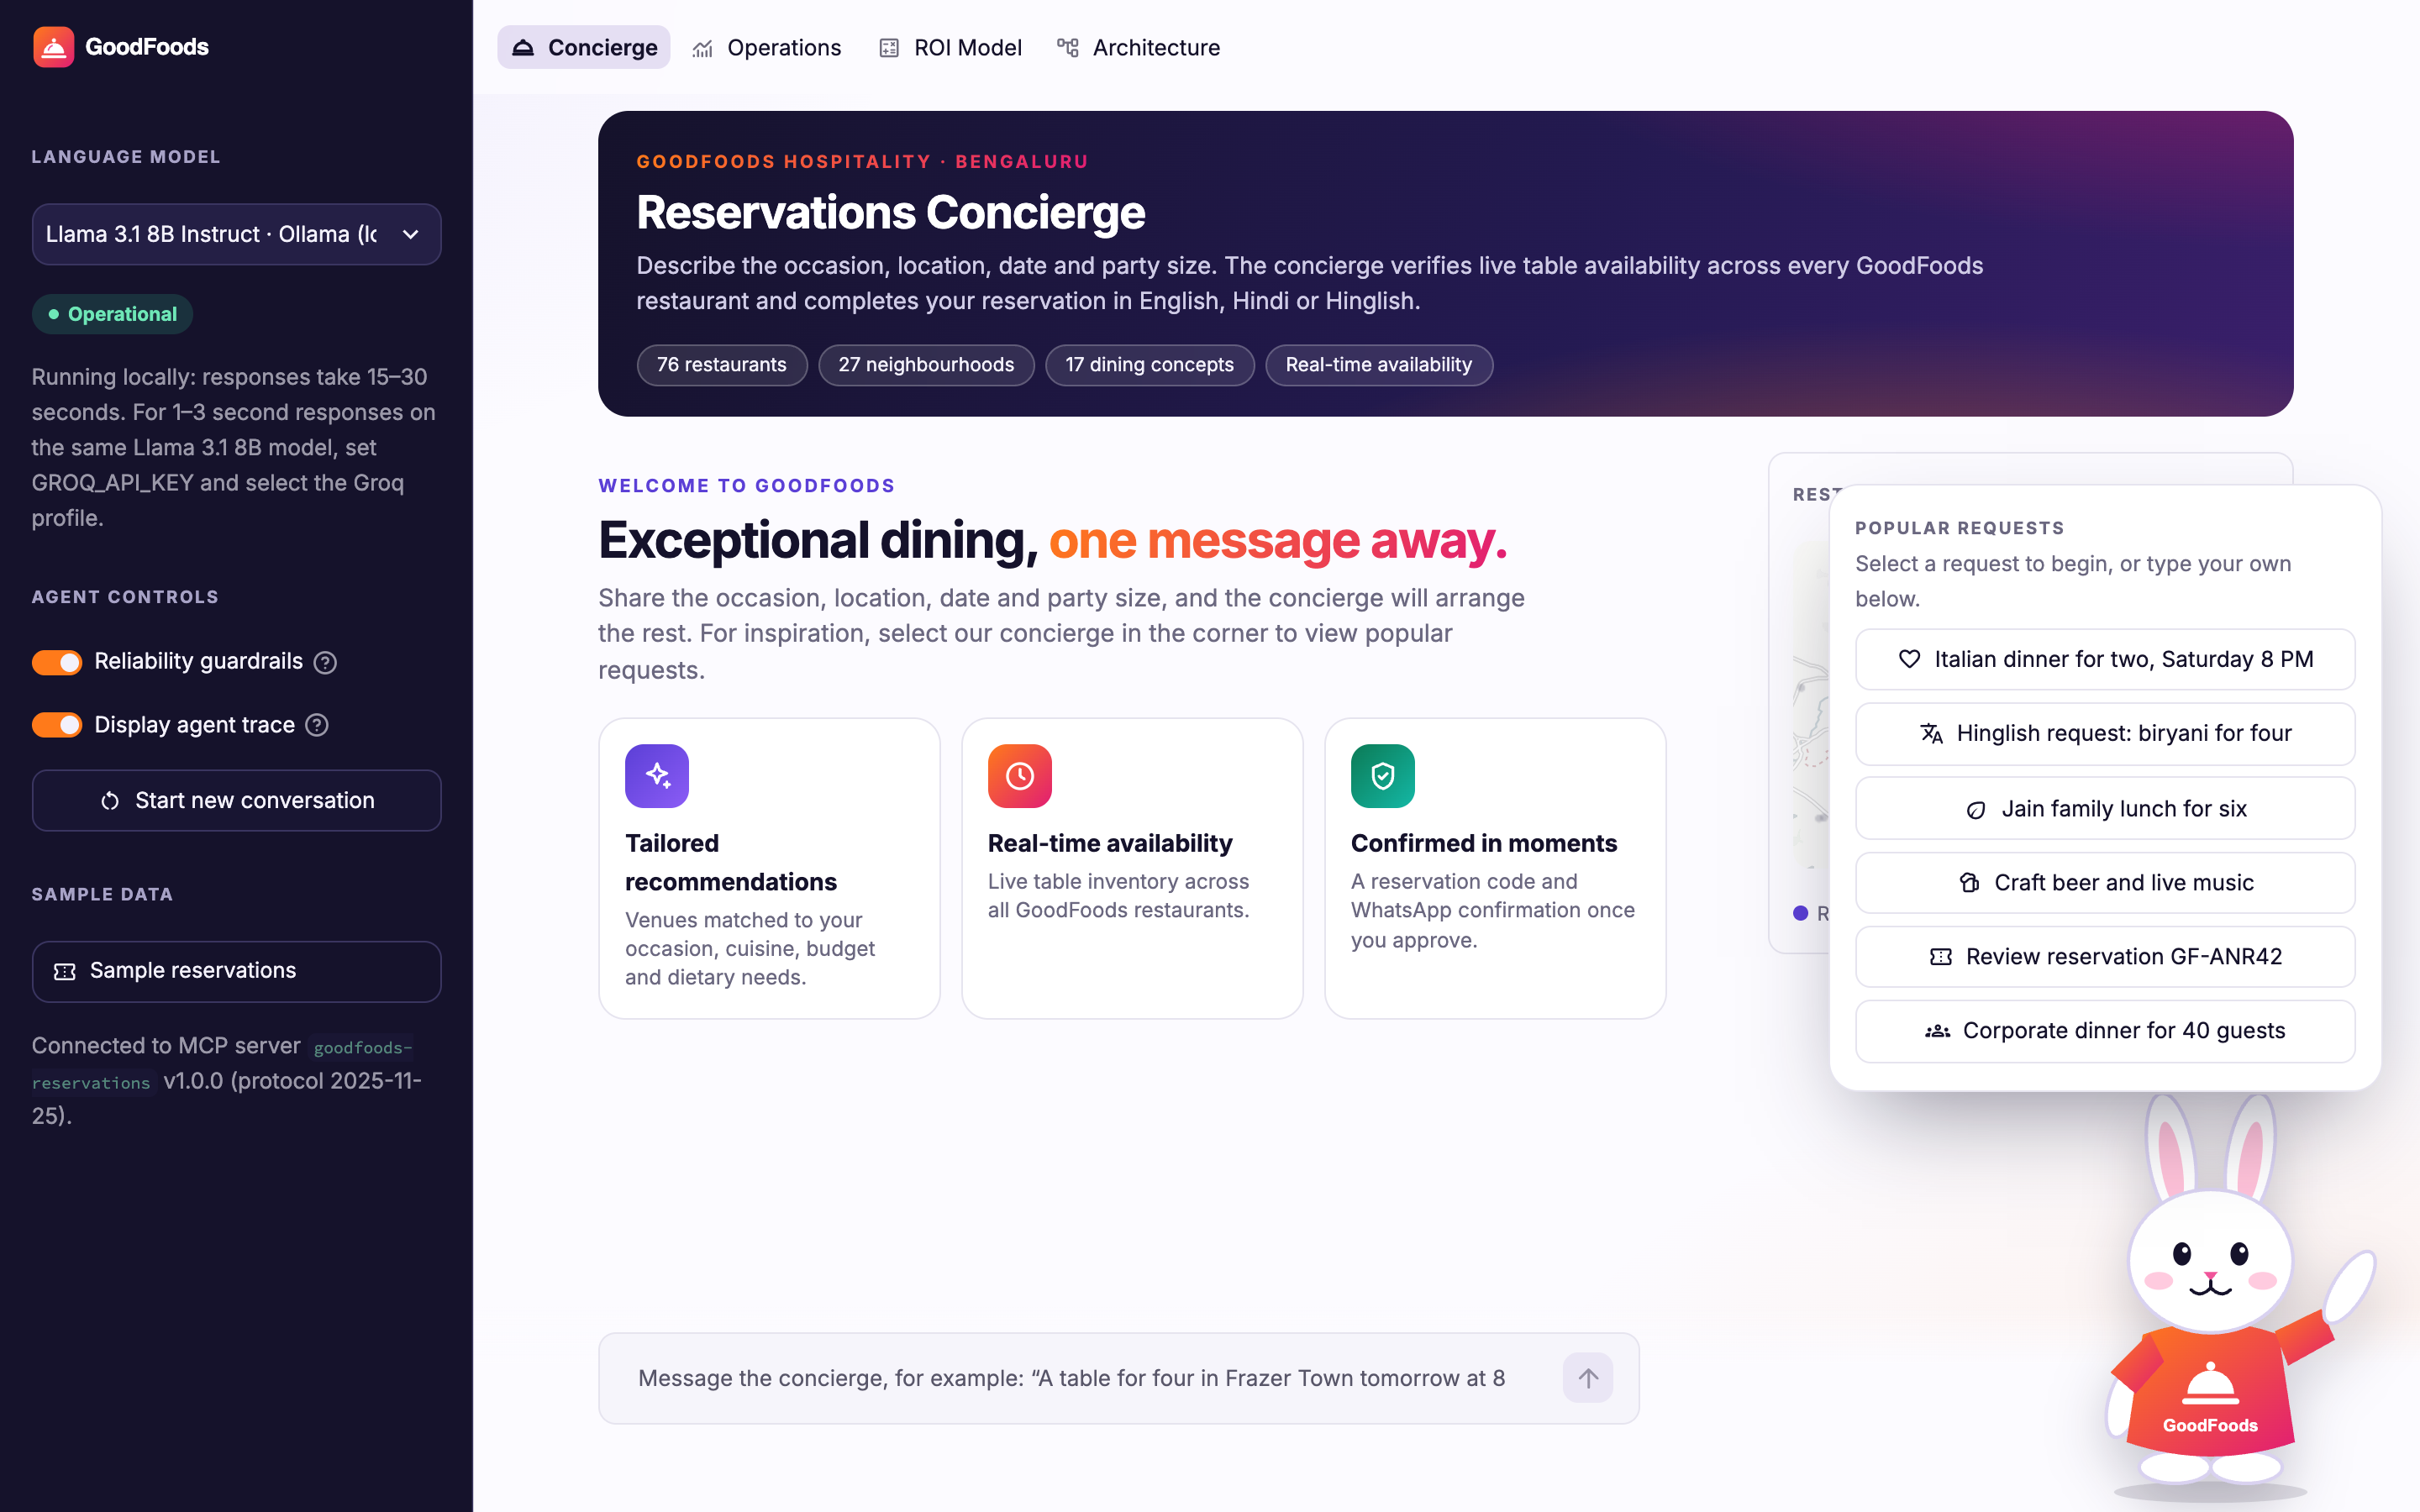 GoodFoods
LANGUAGE MODEL
Llama 3.1 8B Instruct · Ollama (lo
Operational
Running locally: responses take 15–30
seconds. For 1–3 second responses on
the same Llama 3.1 8B model, set
GROQ_API_KEY and select the Groq
profile.
AGENT CONTROLS
Reliability guardrails
Display agent trace
Start new conversation
SAMPLE DATA
Sample reservations
Connected to MCP server goodfoods-
reservations v1.0.0 (protocol 2025-11-
25).
Concierge
Operations
ROI Model
Architecture
GOODFOODS HOSPITALITY · BENGALURU
Reservations Concierge
Describe the occasion, location, date and party size. The concierge verifies live table availability across every GoodFoods
restaurant and completes your reservation in English, Hindi or Hinglish.
76 restaurants
27 neighbourhoods
17 dining concepts
Real-time availability
WELCOME TO GOODFOODS
Exceptional dining, one message away.
Share the occasion, location, date and party size, and the concierge will arrange
the rest. For inspiration, select our concierge in the corner to view popular
requests.
Tailored
recommendations
Venues matched to your
occasion, cuisine, budget
and dietary needs.
Real-time availability
Live table inventory across
all GoodFoods restaurants.
Confirmed in moments
A reservation code and
WhatsApp confirmation once
you approve.
REST
R
POPULAR REQUESTS
Select a request to begin, or type your own
below.
Italian dinner for two, Saturday 8 PM
Hinglish request: biryani for four
Jain family lunch for six
Craft beer and live music
Review reservation GF-ANR42
Corporate dinner for 40 guests
Message the concierge, for example: “A table for four in Frazer Town tomorrow at 8
GoodFoods